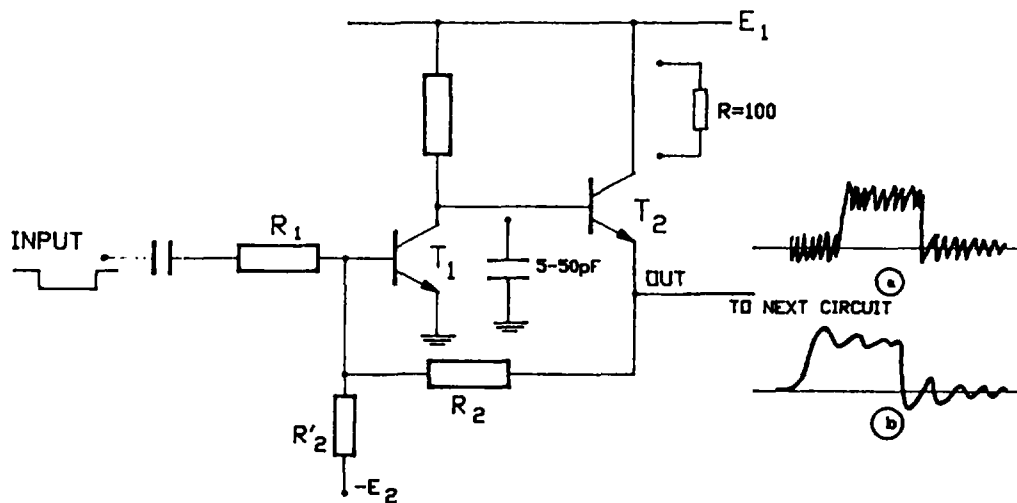 E1
R=100
R1
T2
INPUT
T1
5-50pF
a
OUT
TO NEXT CIRCUIT
R2
R'2
b
-E2